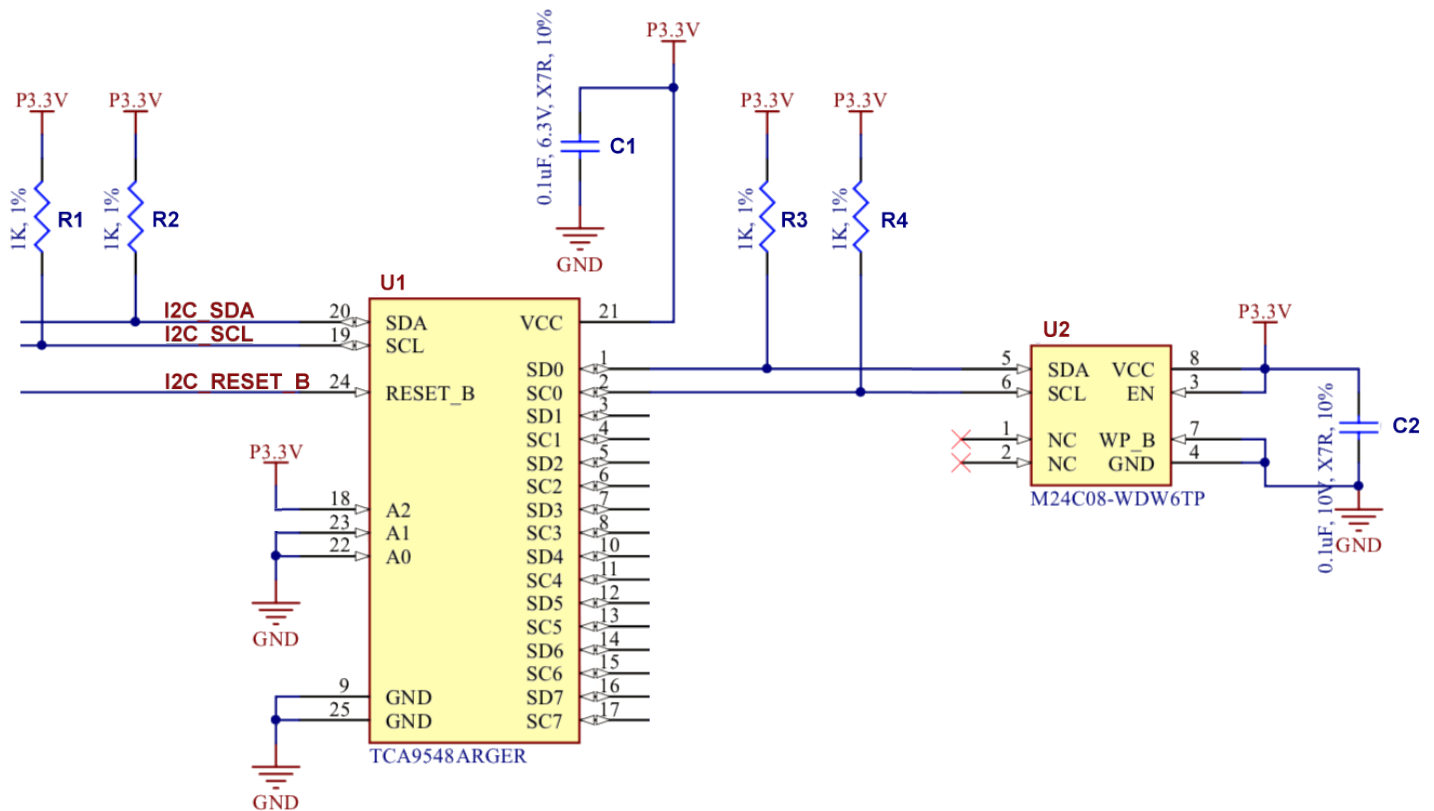 P3.3V
P3.3V
P3.3V
P3.3V
P3.3V
0.1uF, 6.3V, X7R, 10%
C1
GND
1K, 1%
R1
1K, 1%
R2
1K, 1%
R3
1K, 1%
R4
I2C_SDA
I2C_SCL
I2C_RESET_B
U1
20 SDA VCC 21
19 SCL
SD0 1
24 RESET_B SC0 2
SD1 3
SC1 4
SD2 5
SC2 6
P3.3V
18 A2 SD3 7
23 A1 SC3 8
22 A0 SD4 10
SC4 11
SD5 12
SC5 13
GND
SD6 14
SC6 15
9 GND SD7 16
25 GND SC7 17
TCA9548ARGER
GND
P3.3V
U2
5 SDA VCC 8
6 SCL EN 3
1 NC WP_B 7
2 NC GND 4
M24C08-WDW6TP
0.1uF, 10V, X7R, 10%
C2
GND